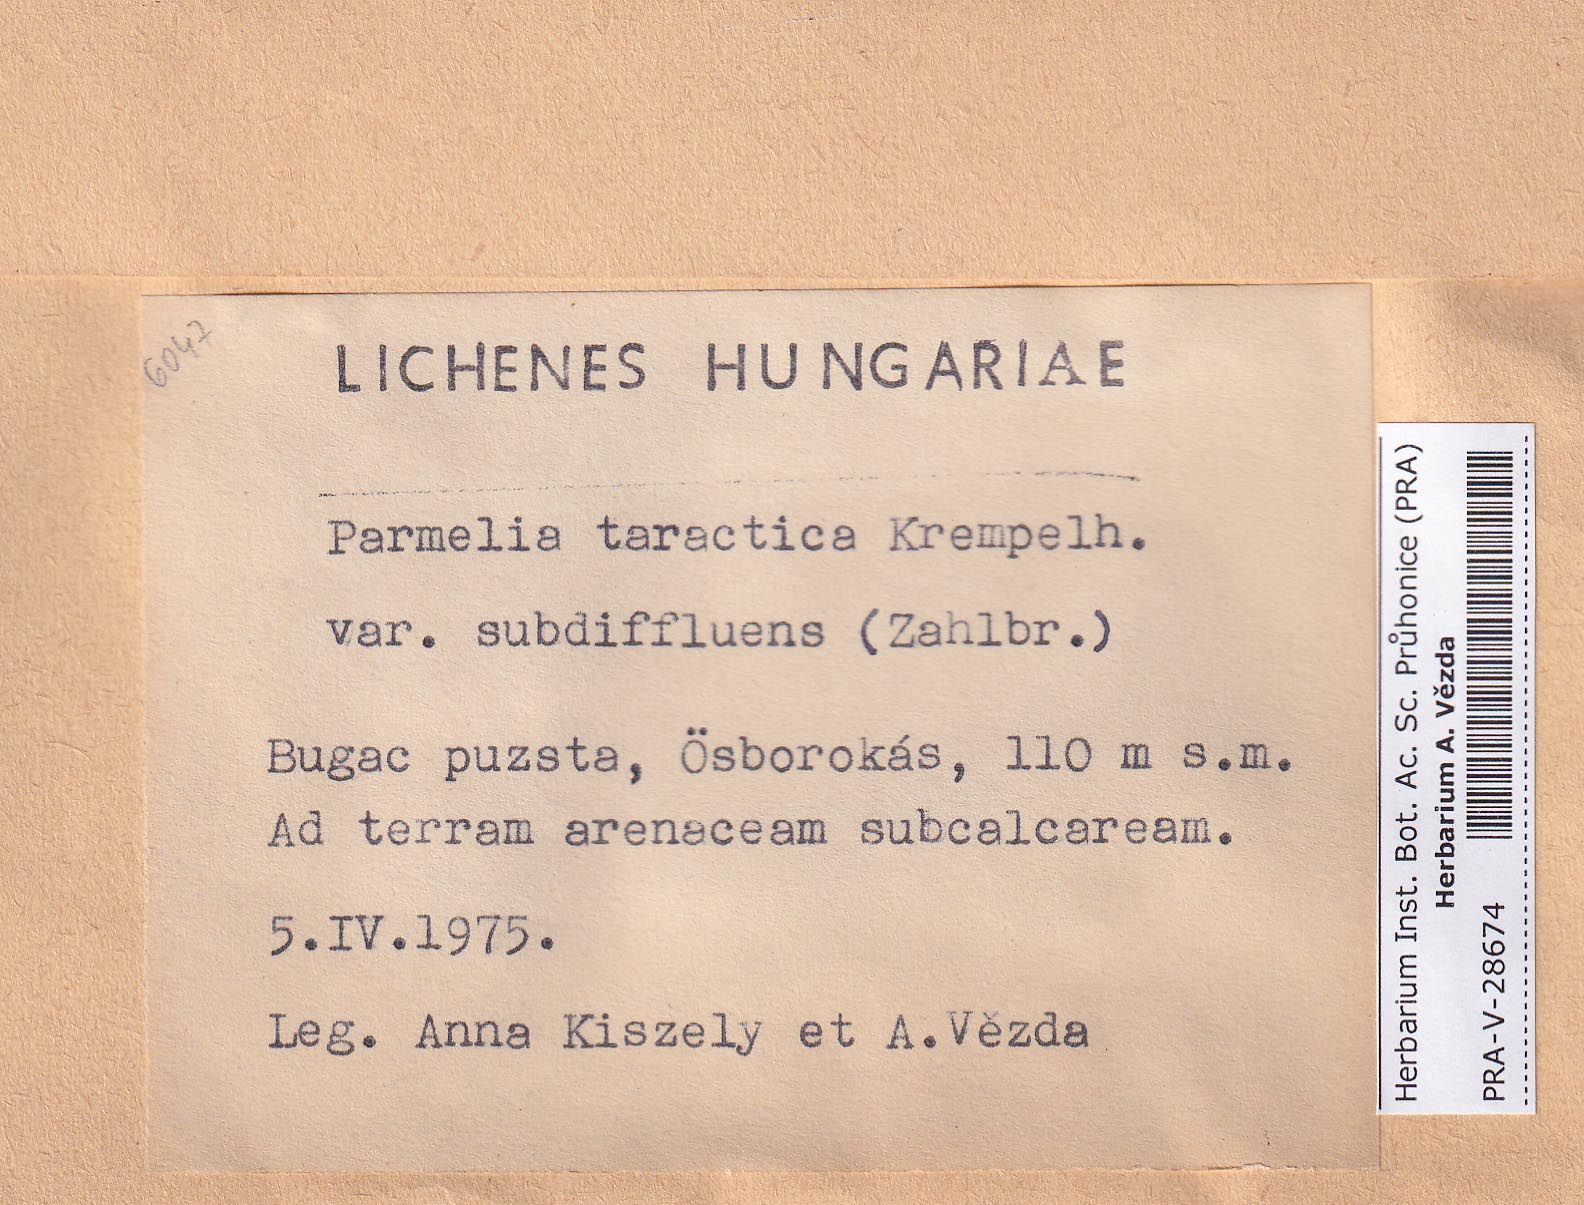 6047
LICHENES HUNGARIAE
Parmelia taractica Krempelh.
var. subdiffluens (Zahlbr.)
Bugac puzsta, Ösborokás, 110 m s.m.
Ad terram arenaceam subcalcaream.
5.IV.1975.
Leg. Anna Kiszely et A.Vězda
Herbarium Inst. Bot. Ac. Sc. Průhonice (PRA)
Herbarium A. Vězda
PRA-V-28674